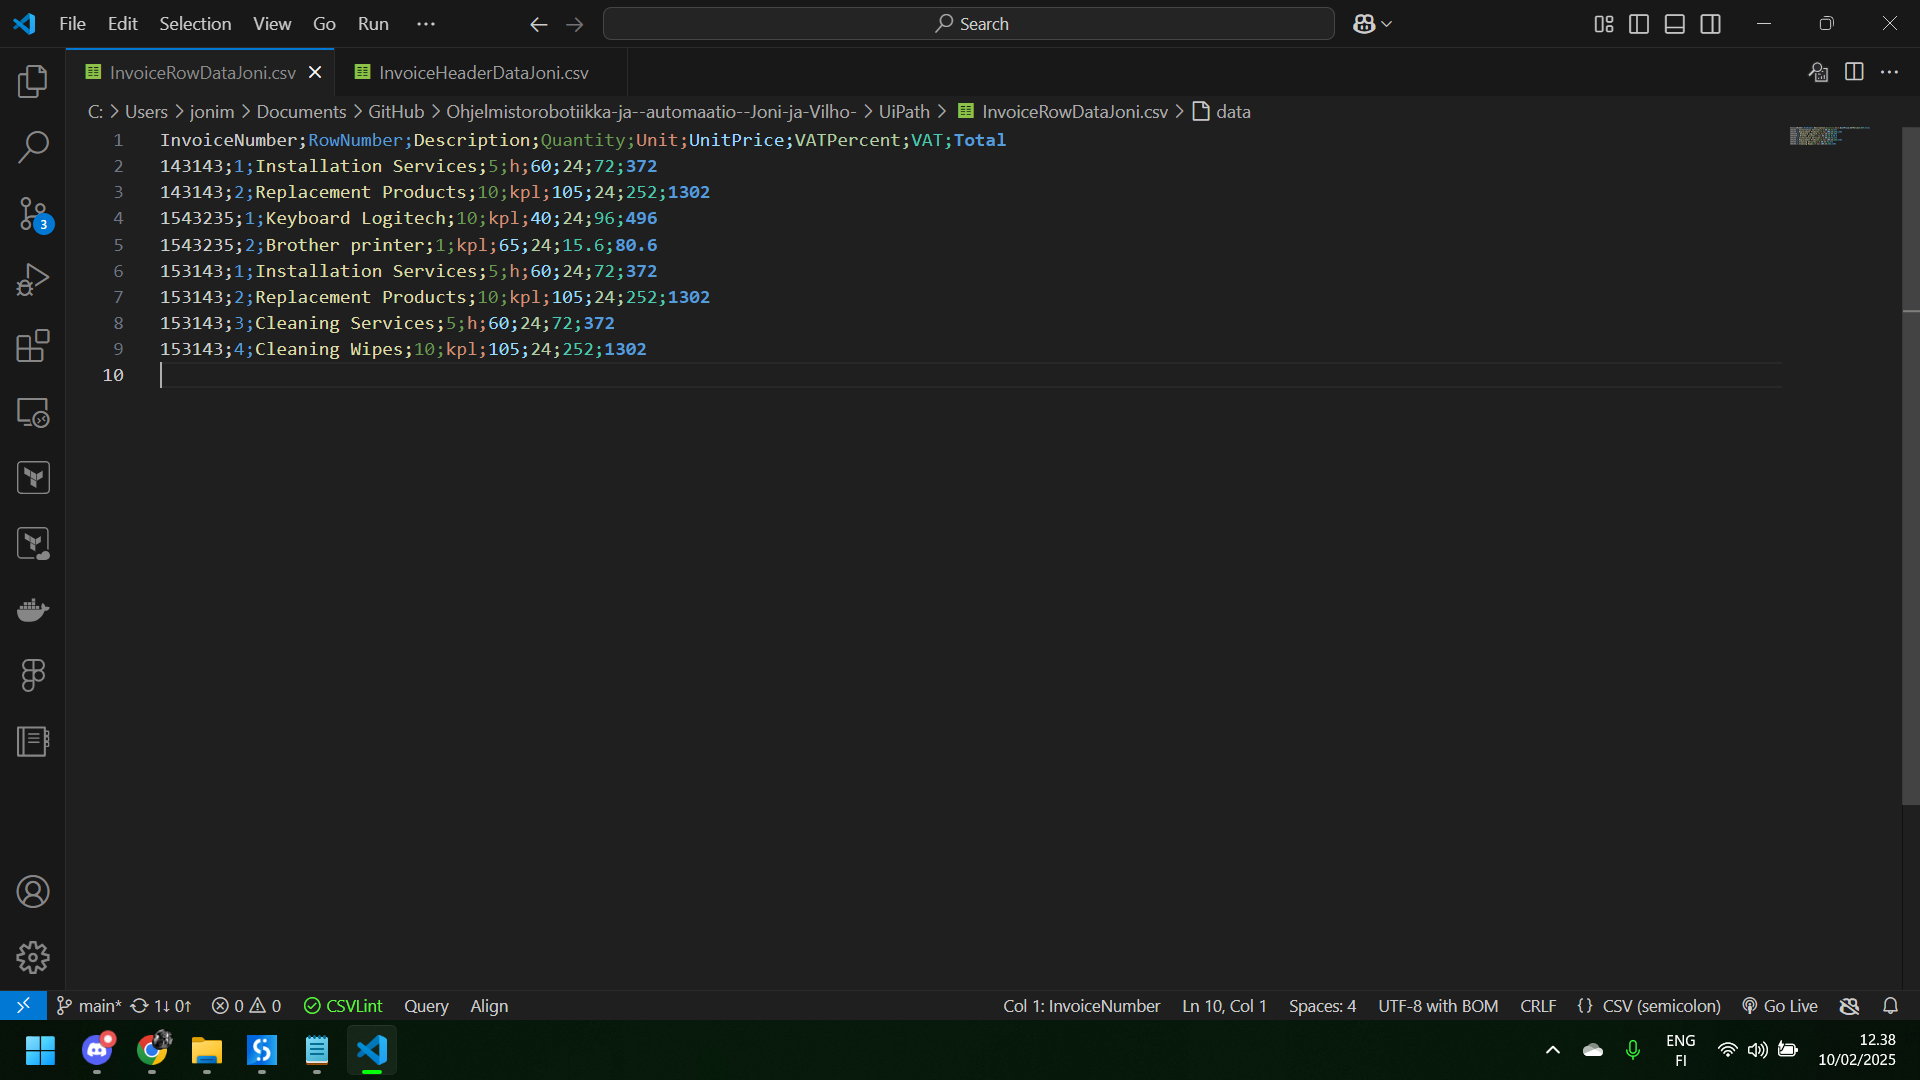 File Edit Selection View Go Run ··· Search
InvoiceRowDataJoni.csv InvoiceHeaderDataJoni.csv
C: > Users > jonim > Documents > GitHub > Ohjelmistorobotiikka-ja--automaatio--Joni-ja-Vilho- > UiPath > InvoiceRowDataJoni.csv > data
1 InvoiceNumber;RowNumber;Description;Quantity;Unit;UnitPrice;VATPercent;VAT;Total
2 143143;1;Installation Services;5;h;60;24;72;372
3 143143;2;Replacement Products;10;kpl;105;24;252;1302
4 1543235;1;Keyboard Logitech;10;kpl;40;24;96;496
5 1543235;2;Brother printer;1;kpl;65;24;15.6;80.6
6 153143;1;Installation Services;5;h;60;24;72;372
7 153143;2;Replacement Products;10;kpl;105;24;252;1302
8 153143;3;Cleaning Services;5;h;60;24;72;372
9 153143;4;Cleaning Wipes;10;kpl;105;24;252;1302
10
3
main* 1↓ 0↑ 0 0 CSVLint Query Align Col 1: InvoiceNumber Ln 10, Col 1 Spaces: 4 UTF-8 with BOM CRLF {} CSV (semicolon) Go Live
ENG 12.38
FI 10/02/2025